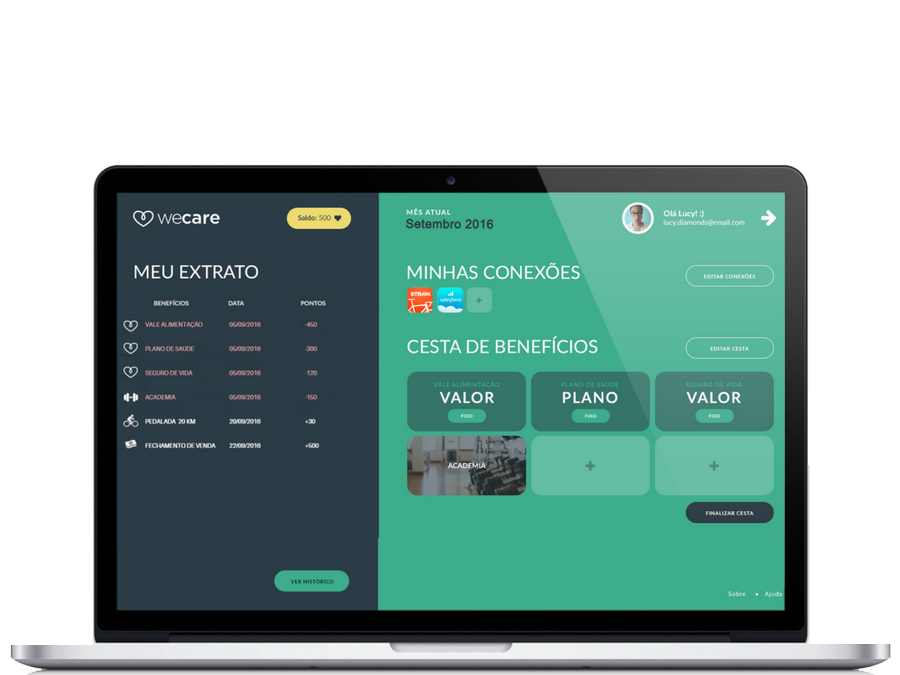 wecare
Saldo: 500
MEU EXTRATO
BENEFÍCIOS DATA PONTOS
VALE ALIMENTAÇÃO 05/09/2016 -450
PLANO DE SAÚDE 05/09/2016 -300
SEGURO DE VIDA 05/09/2016 -120
ACADEMIA 05/09/2016 -150
PEDALADA 20 KM 20/09/2016 +30
FECHAMENTO DE VENDA 22/09/2016 +500
VER HISTÓRICO
MÊS ATUAL
Setembro 2016
Olá Lucy! :)
lucy.diamonds@email.com
MINHAS CONEXÕES
EDITAR CONEXÕES
STRAVA
salesforce
+
CESTA DE BENEFÍCIOS
EDITAR CESTA
VALE ALIMENTAÇÃO
VALOR
FIXO
PLANO DE SAÚDE
PLANO
FIXO
SEGURO DE VIDA
VALOR
FIXO
ACADEMIA
+
+
FINALIZAR CESTA
Sobre • Ajuda